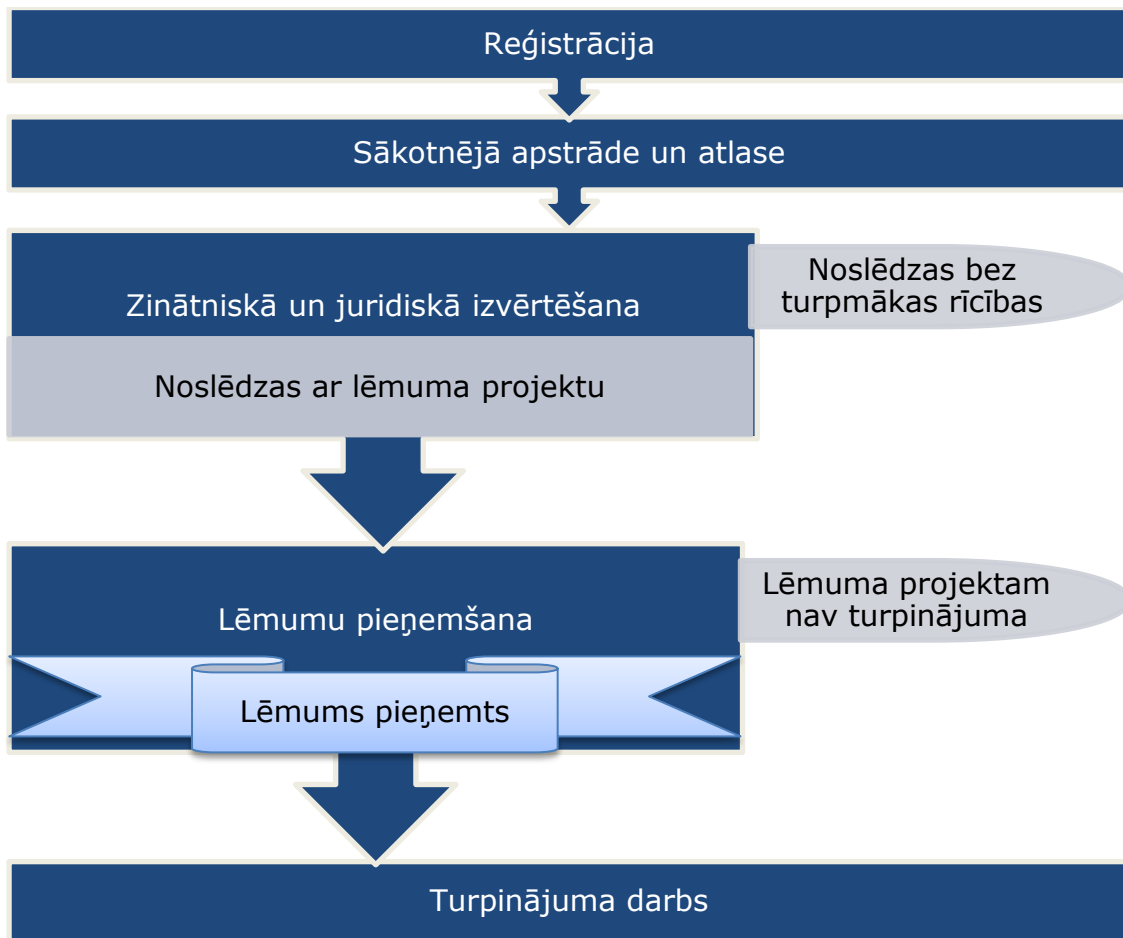 Reģistrācija
Sākotnējā apstrāde un atlase
Zinātniskā un juridiskā izvērtēšana
Noslēdzas bez
turpmākas rīcības
Noslēdzas ar lēmuma projektu
Lēmumu pieņemšana
Lēmuma projektam
nav turpinājuma
Lēmums pieņemts
Turpinājuma darbs